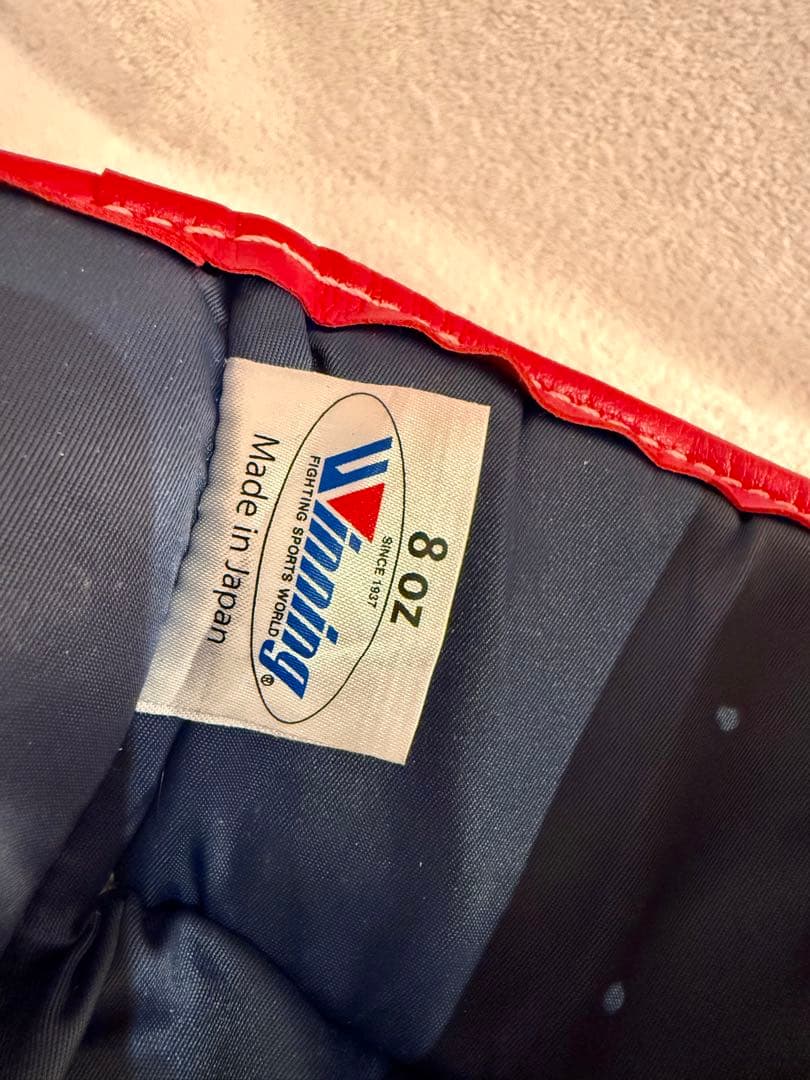 8 oz
SINCE 1937
Winning®
FIGHTING SPORTS WORLD
Made in Japan